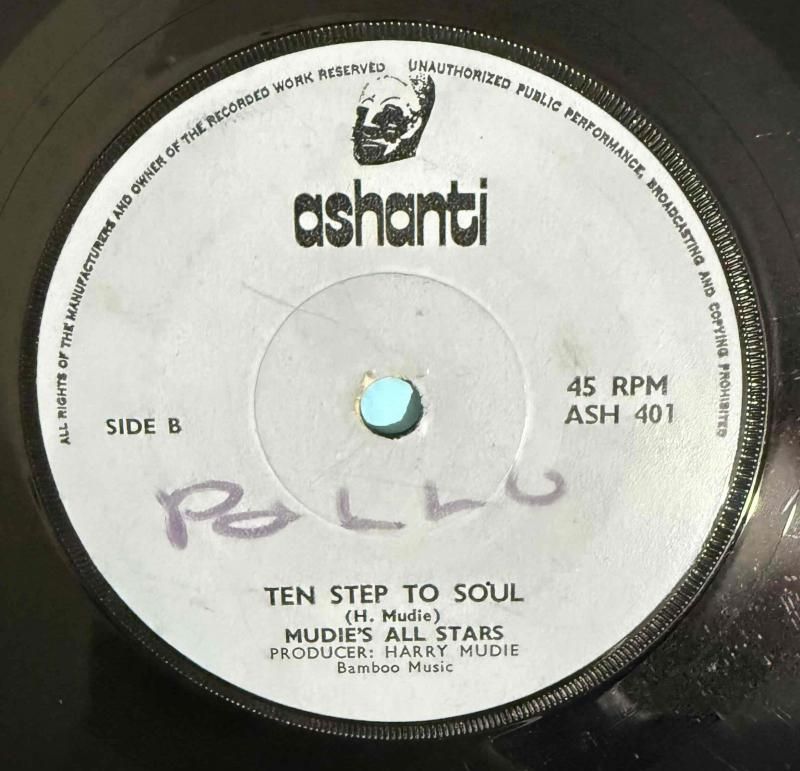 ALL RIGHTS OF THE MANUFACTURERS AND OWNER OF THE RECORDED WORK RESERVED UNAUTHORIZED PUBLIC PERFORMANCE, BROADCASTING AND COPYING PROHIBITED
ashanti
45 RPM
SIDE B
ASH 401
POLLU
TEN STEP TO SOUL
(H. Mudie)
MUDIE'S ALL STARS
PRODUCER: HARRY MUDIE
Bamboo Music